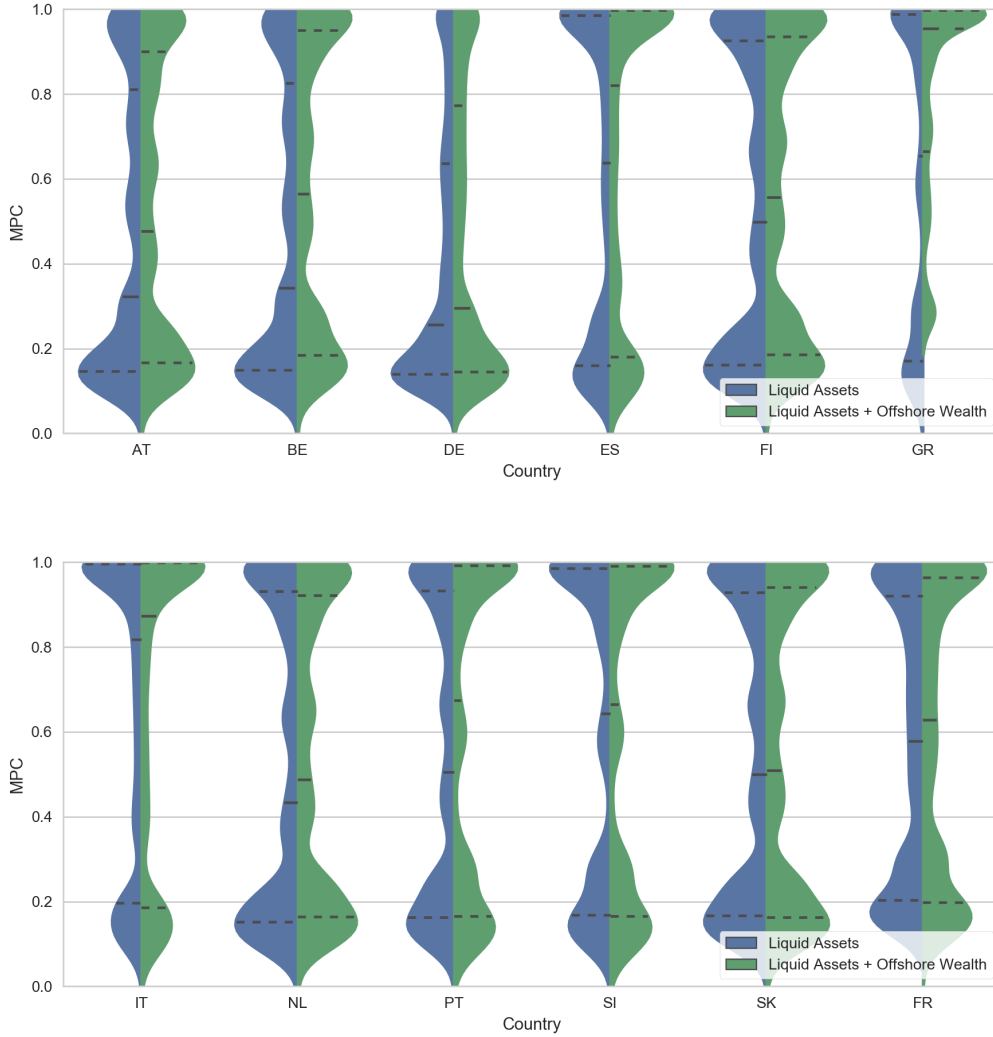 1.0
0.8
0.6
0.4
0.2
0.0
MPC
Liquid Assets
Liquid Assets + Offshore Wealth
AT BE DE ES FI GR
Country
1.0
0.8
0.6
0.4
0.2
0.0
MPC
Liquid Assets
Liquid Assets + Offshore Wealth
IT NL PT SI SK FR
Country